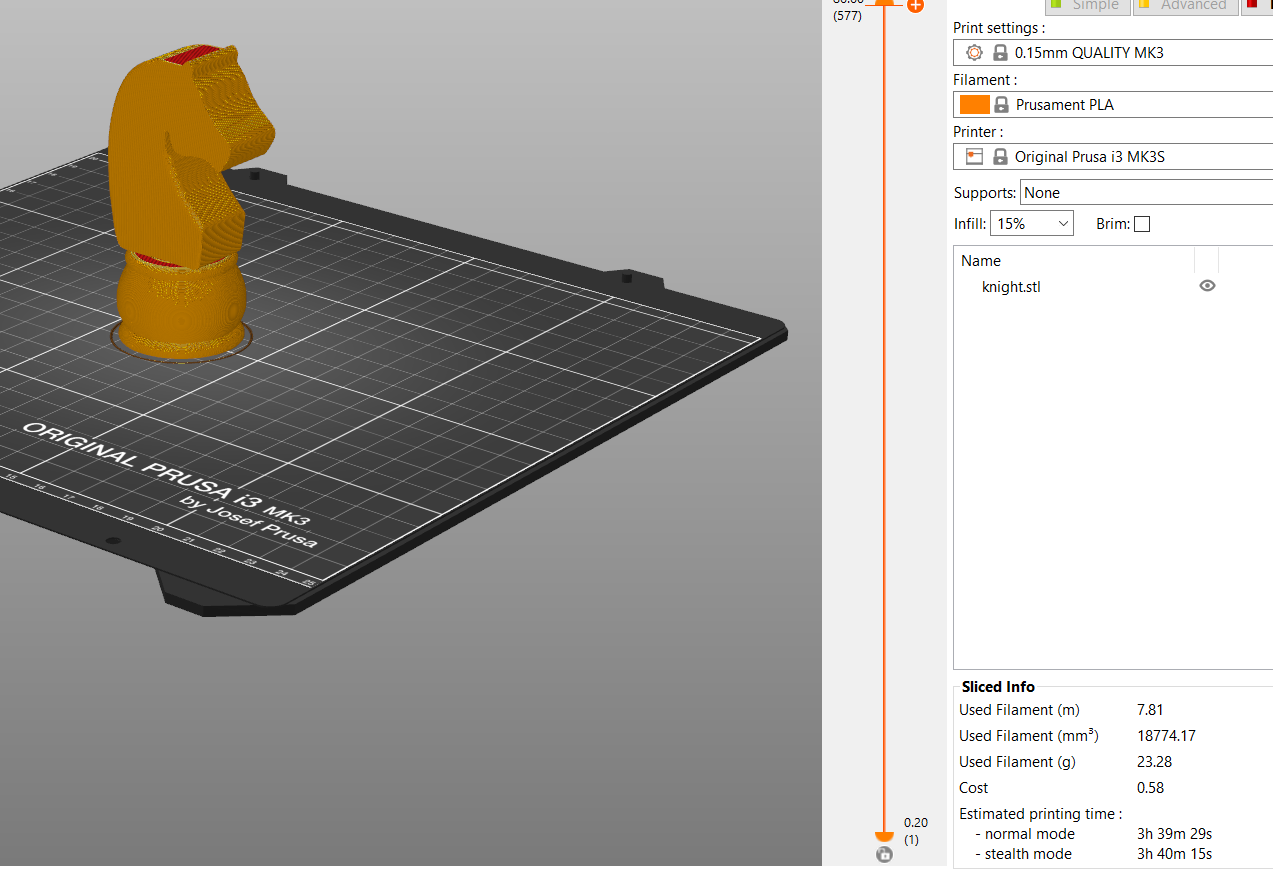 (577)
Simple
Advanced
Print settings :
0.15mm QUALITY MK3
Filament :
Prusament PLA
Printer :
Original Prusa i3 MK3S
Supports: None
Infill: 15% Brim:
Name
knight.stl
ORIGINAL PRUSA i3 MK3
by Josef Prusa
15 16 17 18 19 20 21 22 23 24 25
Sliced Info
Used Filament (m) 7.81
Used Filament (mm³) 18774.17
Used Filament (g) 23.28
Cost 0.58
Estimated printing time :
- normal mode 3h 39m 29s
- stealth mode 3h 40m 15s
0.20
(1)